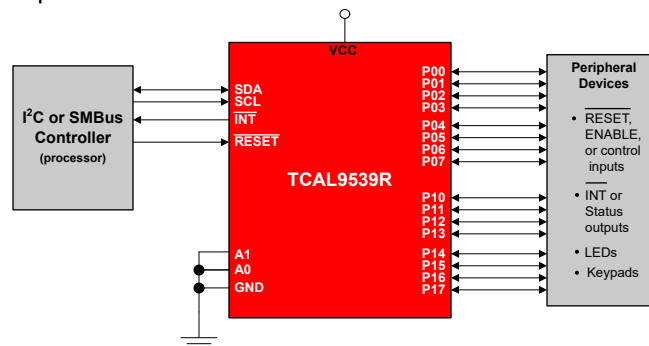 VCC
I²C or SMBus
Controller
(processor)
SDA
SCL
INT
RESET
TCAL9539R
A1
A0
GND
P00
P01
P02
P03
P04
P05
P06
P07
P10
P11
P12
P13
P14
P15
P16
P17
Peripheral
Devices
• RESET,
ENABLE,
or control
inputs
• INT or
Status
outputs
• LEDs
• Keypads